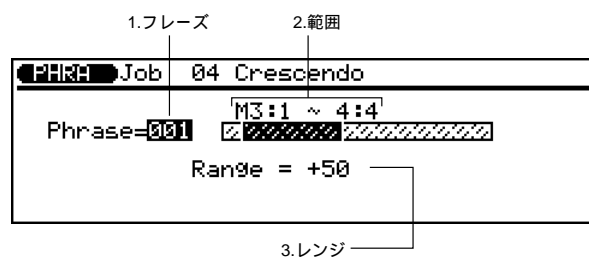 1.フレーズ 2.範囲
PHRA Job 04 Crescendo
M3:1 ~ 4:4
Phrase=001
Range = +50
3.レンジ